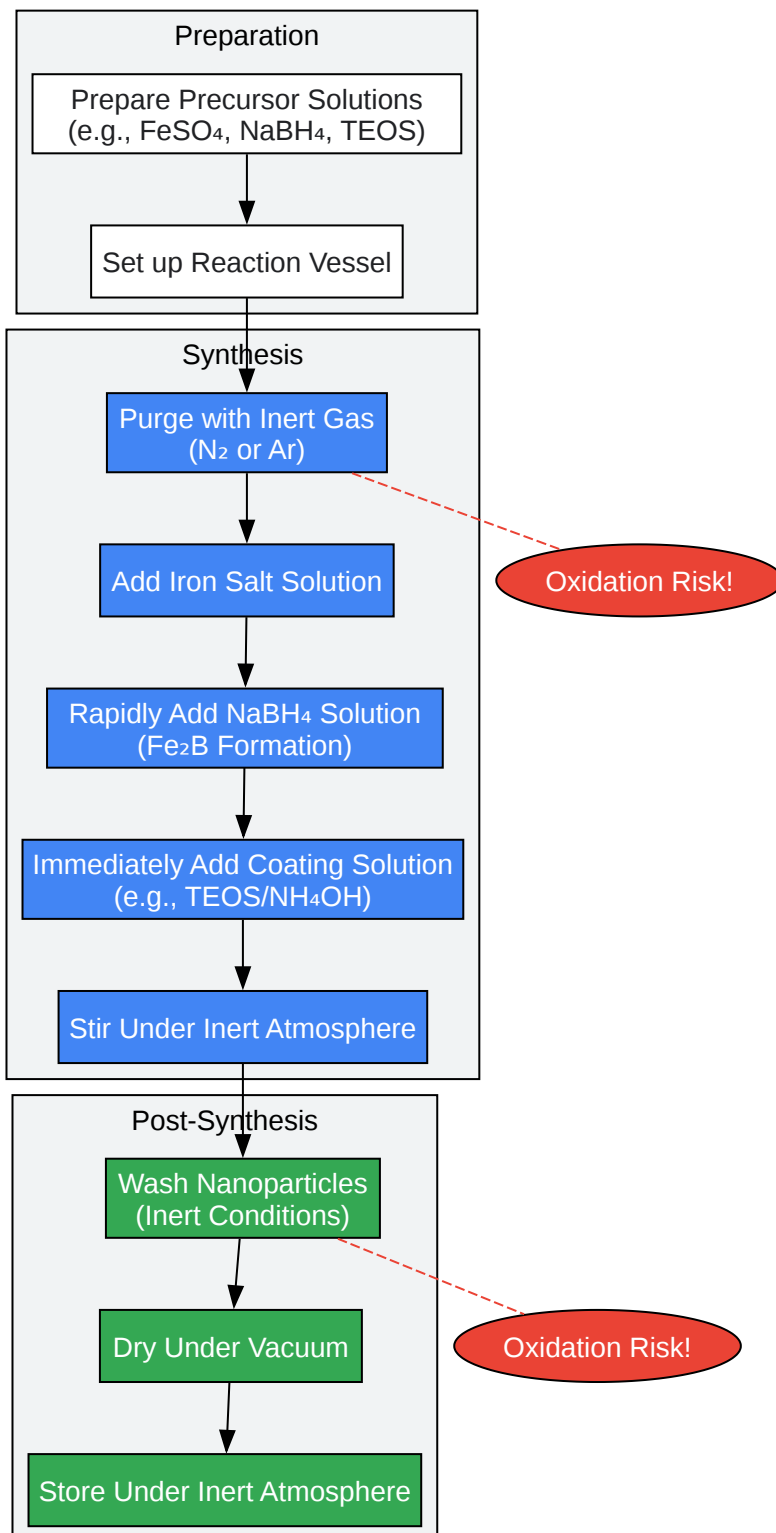 Preparation
Prepare Precursor Solutions
(e.g., FeSO₄, NaBH₄, TEOS)
Set up Reaction Vessel
Synthesis
Purge with Inert Gas
(N₂ or Ar)
Add Iron Salt Solution
Oxidation Risk!
Rapidly Add NaBH₄ Solution
(Fe₂B Formation)
Immediately Add Coating Solution
(e.g., TEOS/NH₄OH)
Stir Under Inert Atmosphere
Post-Synthesis
Wash Nanoparticles
(Inert Conditions)
Dry Under Vacuum
Oxidation Risk!
Store Under Inert Atmosphere